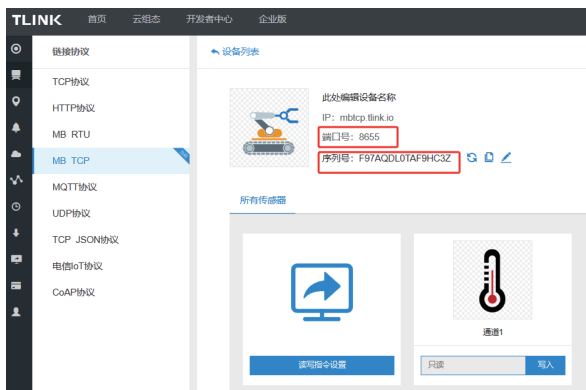 TLINK 首页 云组态 开发者中心 企业版
链接协议
设备列表
TCP协议
HTTP协议
MB RTU
MB TCP
MQTT协议
UDP协议
TCP JSON协议
电信IoT协议
CoAP协议
此处编辑设备名称
IP: mbtcp.tlink.io
端口号: 8655
序列号: F97AQDL0TAF9HC3Z
所有传感器
读写指令设置
通道1
只读
写入